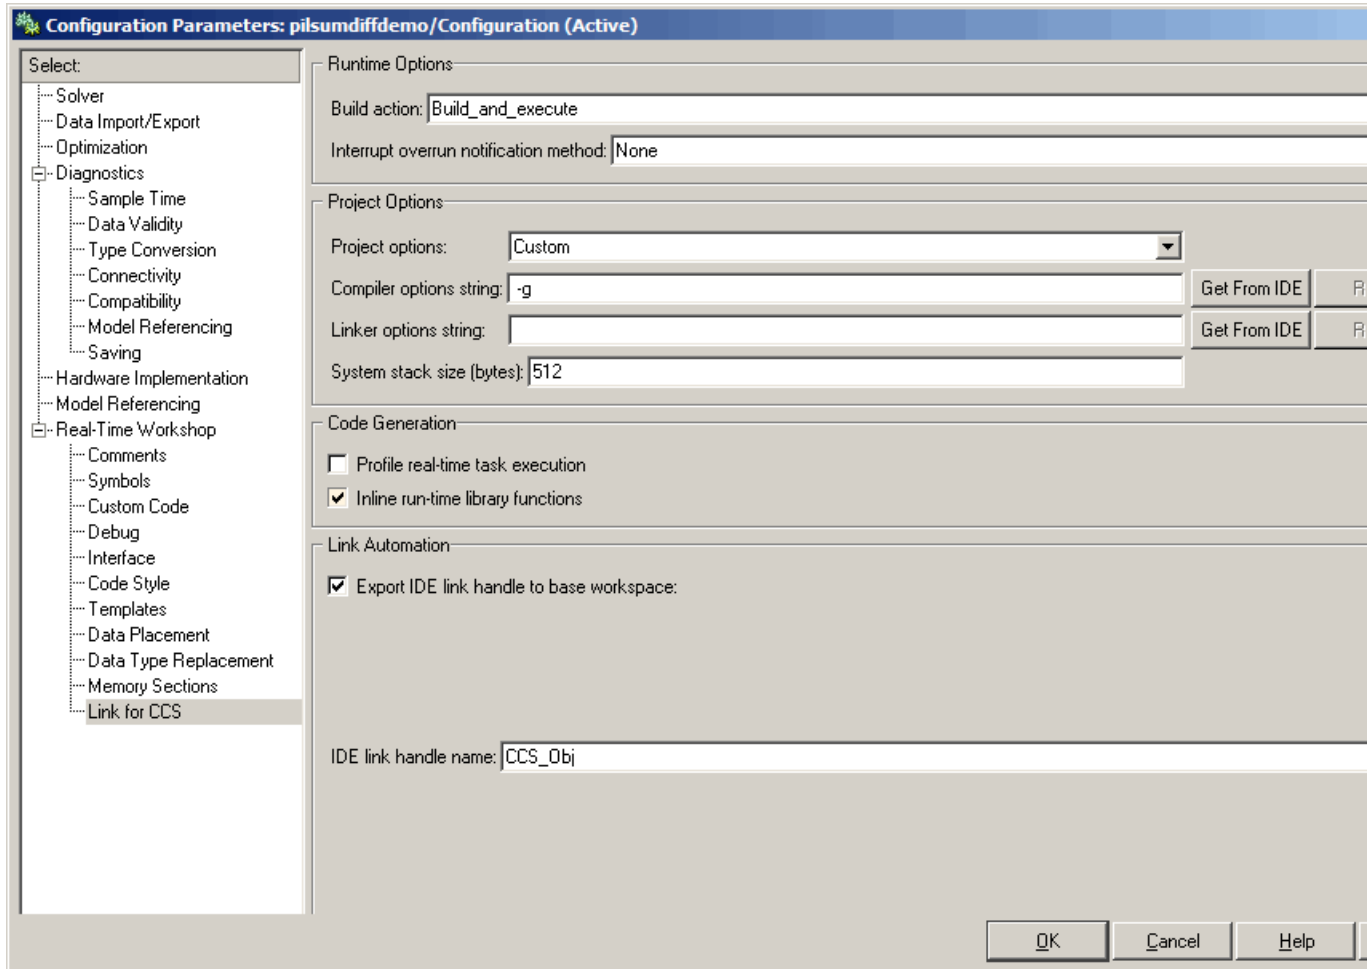 Configuration Parameters: pilsumdiffdemo/Configuration (Active)
Select:
Solver
Data Import/Export
Optimization
Diagnostics
Sample Time
Data Validity
Type Conversion
Connectivity
Compatibility
Model Referencing
Saving
Hardware Implementation
Model Referencing
Real-Time Workshop
Comments
Symbols
Custom Code
Debug
Interface
Code Style
Templates
Data Placement
Data Type Replacement
Memory Sections
Link for CCS
Runtime Options
Build action: Build_and_execute
Interrupt overrun notification method: None
Project Options
Project options: Custom
Compiler options string: -g Get From IDE R
Linker options string: Get From IDE R
System stack size (bytes): 512
Code Generation
Profile real-time task execution
Inline run-time library functions
Link Automation
Export IDE link handle to base workspace:
IDE link handle name: CCS_Obj
OK Cancel Help